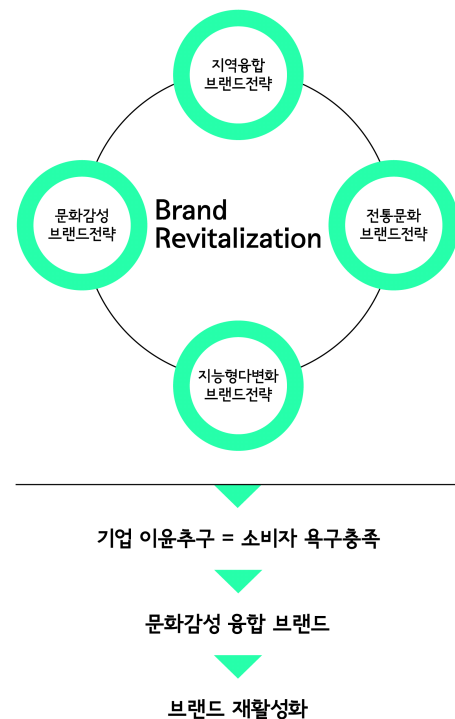 지역융합
브랜드전략
문화감성
브랜드전략
Brand
Revitalization
전통문화
브랜드전략
지능형다변화
브랜드전략
기업 이윤추구 = 소비자 욕구충족
문화감성 융합 브랜드
브랜드 재활성화